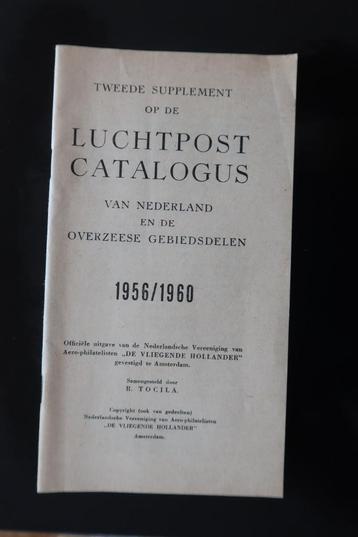 TWEEDE SUPPLEMENT
OP DE
LUCHTPOST
CATALOGUS
VAN NEDERLAND
EN DE
OVERZEESE GEBIEDSDELEN
1956/1960
Officiële uitgave van de Nederlandsche Vereeniging van
Aero-philatelisten „DE VLIEGENDE HOLLANDER"
gevestigd te Amsterdam.
Samengesteld door
R. TOCILA
Copyright (ook van gedeelten)
Nederlandsche Vereeniging van Aero-philatelisten
„DE VLIEGENDE HOLLANDER"
Amsterdam.